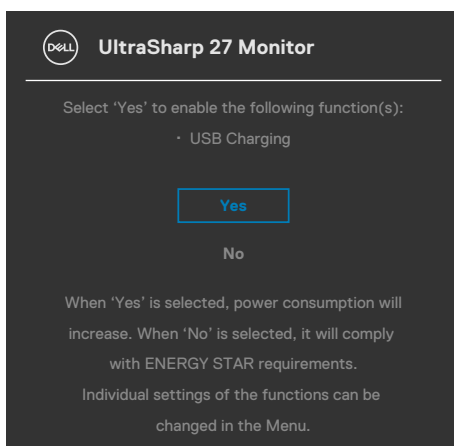 DELL
UltraSharp 27 Monitor
Select ‘Yes’ to enable the following function(s):
· USB Charging
Yes
No
When ‘Yes’ is selected, power consumption will
increase. When ‘No’ is selected, it will comply
with ENERGY STAR requirements.
Individual settings of the functions can be
changed in the Menu.